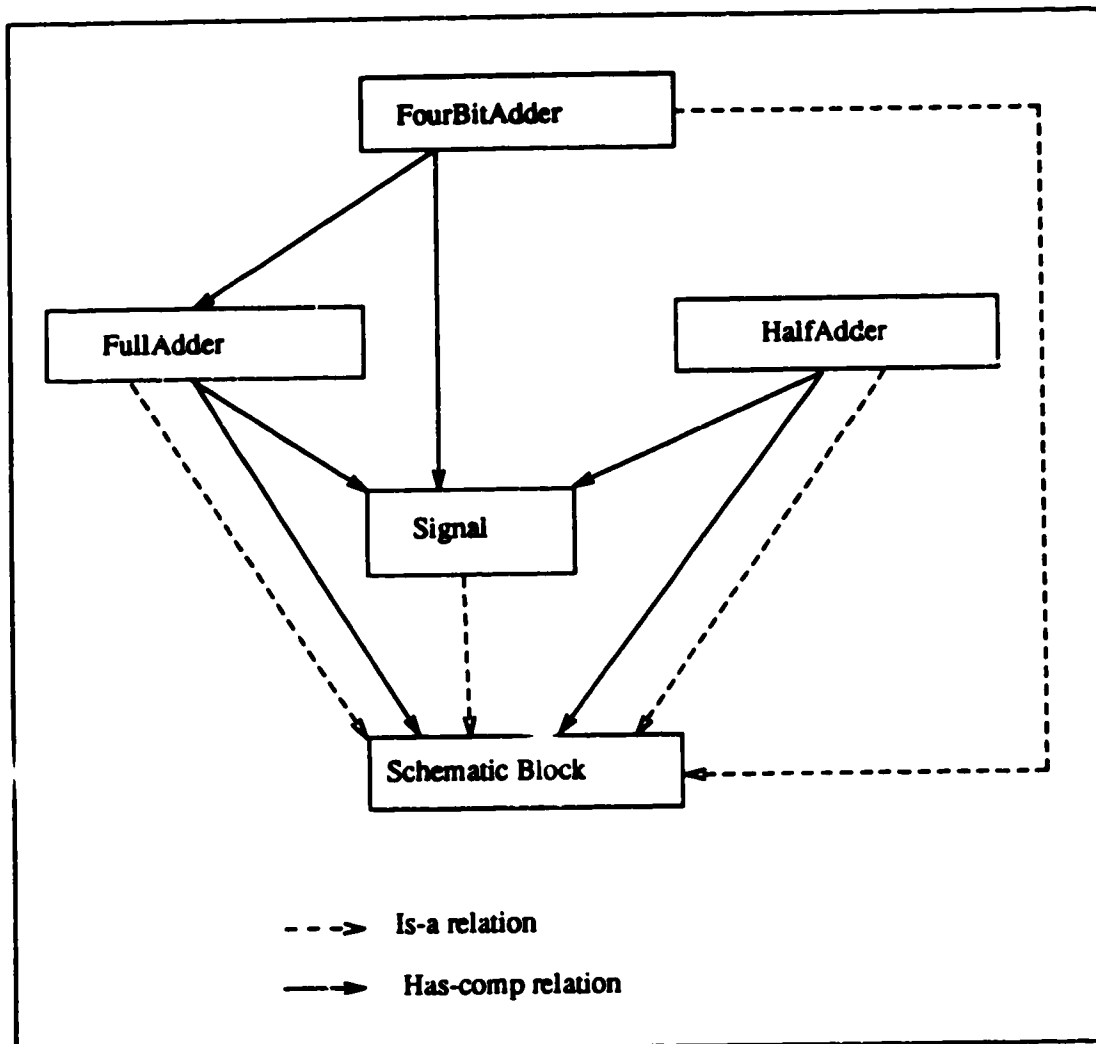 FourBitAdder
FullAdder
HalfAdder
Signal
Schematic Block
Is-a relation
Has-comp relation